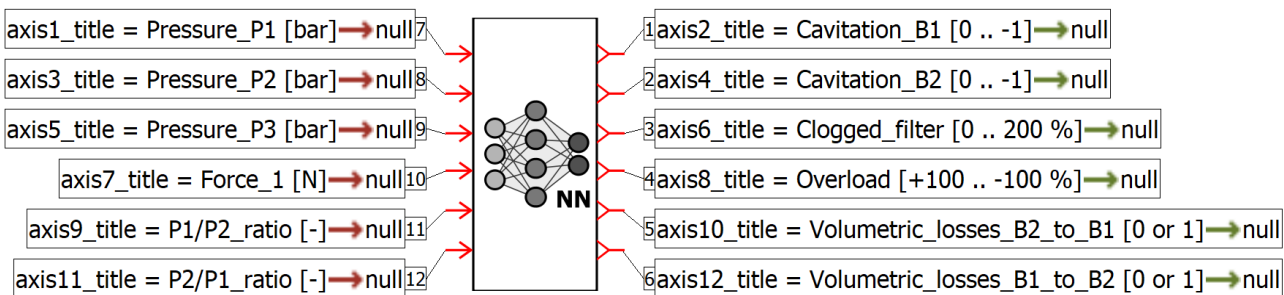 axis1_title = Pressure_P1 [bar] → null 7
axis3_title = Pressure_P2 [bar] → null 8
axis5_title = Pressure_P3 [bar] → null 9
axis7_title = Force_1 [N] → null 10
axis9_title = P1/P2_ratio [-] → null 11
axis11_title = P2/P1_ratio [-] → null 12
NN
1 axis2_title = Cavitation_B1 [0 .. -1] → null
2 axis4_title = Cavitation_B2 [0 .. -1] → null
3 axis6_title = Clogged_filter [0 .. 200 %] → null
4 axis8_title = Overload [+100 .. -100 %] → null
5 axis10_title = Volumetric_losses_B2_to_B1 [0 or 1] → null
6 axis12_title = Volumetric_losses_B1_to_B2 [0 or 1] → null